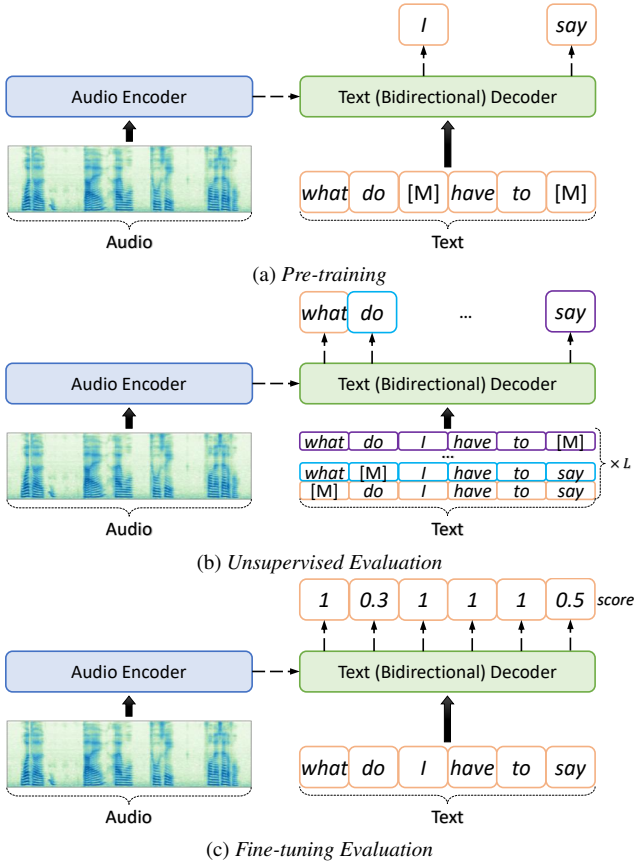 I say
Audio Encoder Text (Bidirectional) Decoder
what do [M] have to [M]
Audio Text
(a) Pre-training
what do ... say
Audio Encoder Text (Bidirectional) Decoder
what do I have to [M]
...
what [M] I have to say
× L
[M] do I have to say
Audio Text
(b) Unsupervised Evaluation
1 0.3 1 1 1 0.5 score
Audio Encoder Text (Bidirectional) Decoder
what do I have to say
Audio Text
(c) Fine-tuning Evaluation